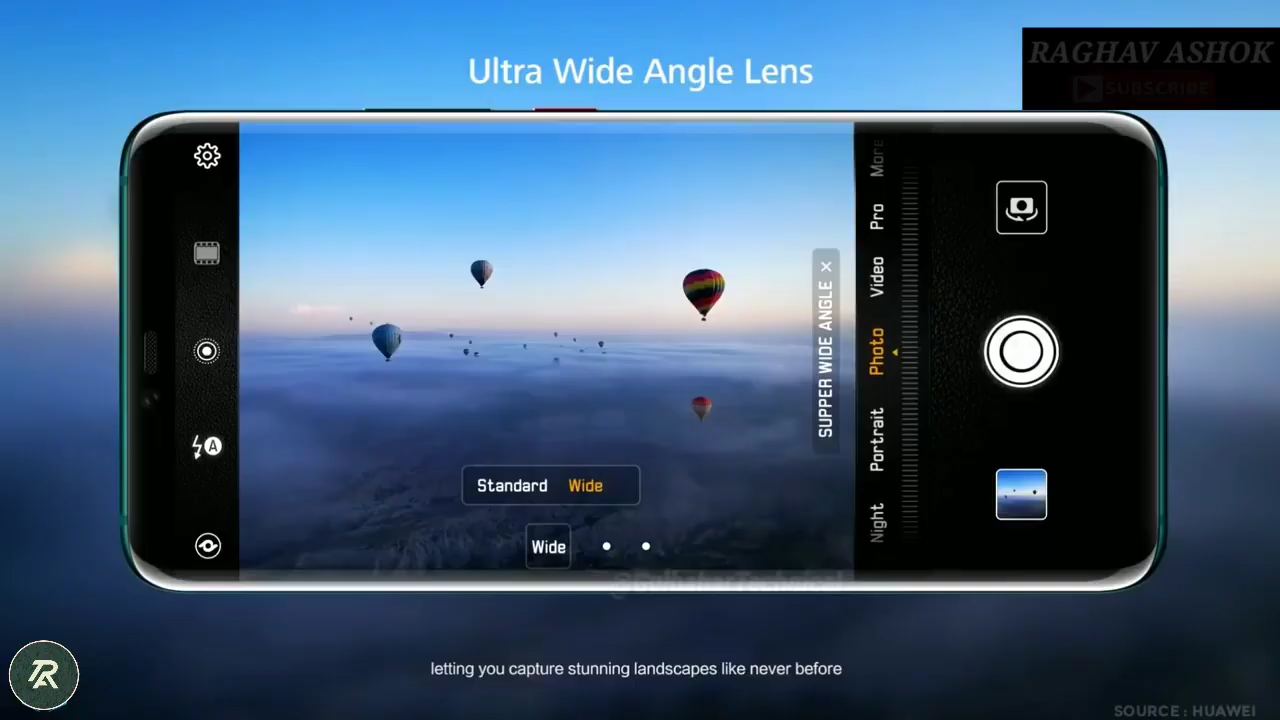 Ultra Wide Angle Lens
RAGHAV ASHOK
SUBSCRIBE
More
Pro
Video
Photo
Portrait
Night
SUPPER WIDE ANGLE ×
A
Standard Wide
Wide
letting you capture stunning landscapes like never before
SOURCE : HUAWEI